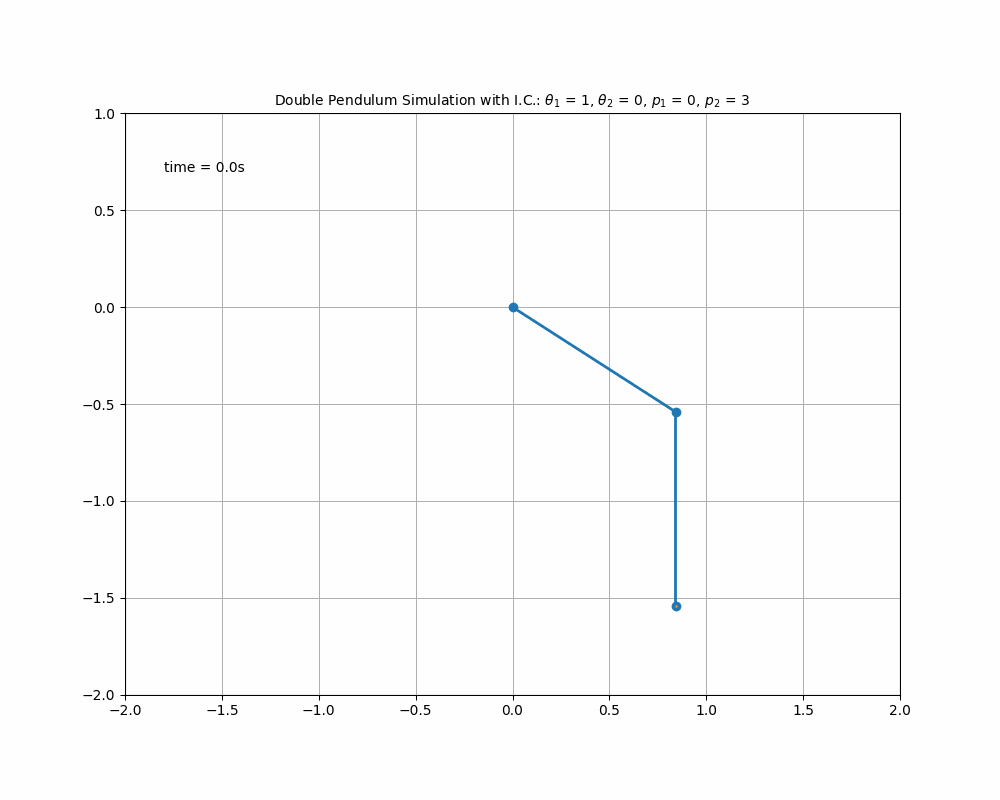 Double Pendulum Simulation with I.C.: θ₁ = 1, θ₂ = 0, p₁ = 0, p₂ = 3
1.0
time = 0.0s
0.5
0.0
−0.5
−1.0
−1.5
−2.0
−2.0 −1.5 −1.0 −0.5 0.0 0.5 1.0 1.5 2.0